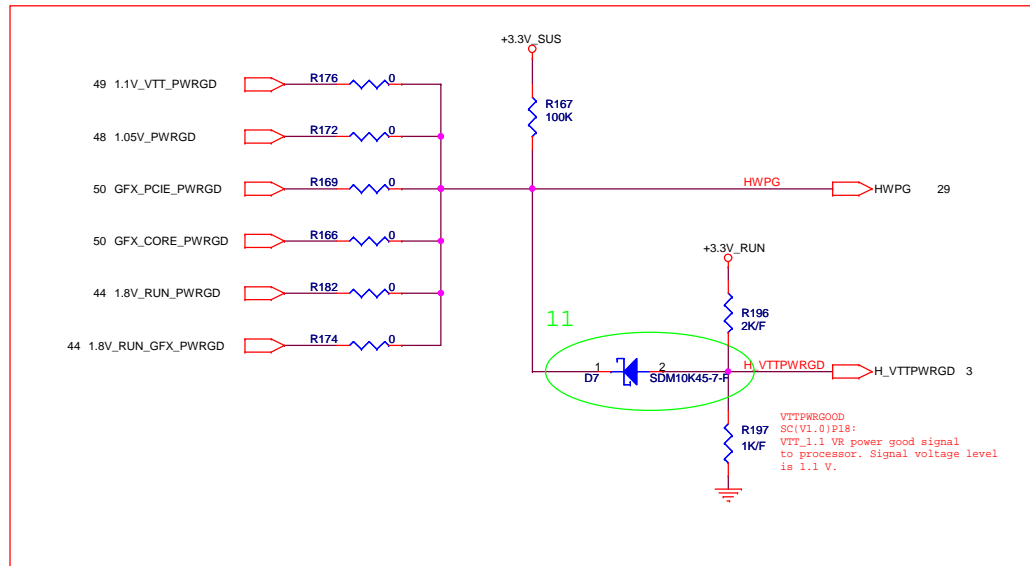 +3.3V_SUS
49 1.1V_VTT_PWRGD R176 0
R167
100K
48 1.05V_PWRGD R172 0
50 GFX_PCIE_PWRGD R169 0 HWPG HWPG 29
50 GFX_CORE_PWRGD R166 0
+3.3V_RUN
44 1.8V_RUN_PWRGD R182 0
R196
2K/F
11
44 1.8V_RUN_GFX_PWRGD R174 0
1 2 H_VTTPWRGD H_VTTPWRGD 3
D7 SDM10K45-7-F
R197
1K/F
VTTPWRGOOD
SC(V1.0)P18:
VTT_1.1 VR power good signal
to processor. Signal voltage level
is 1.1 V.